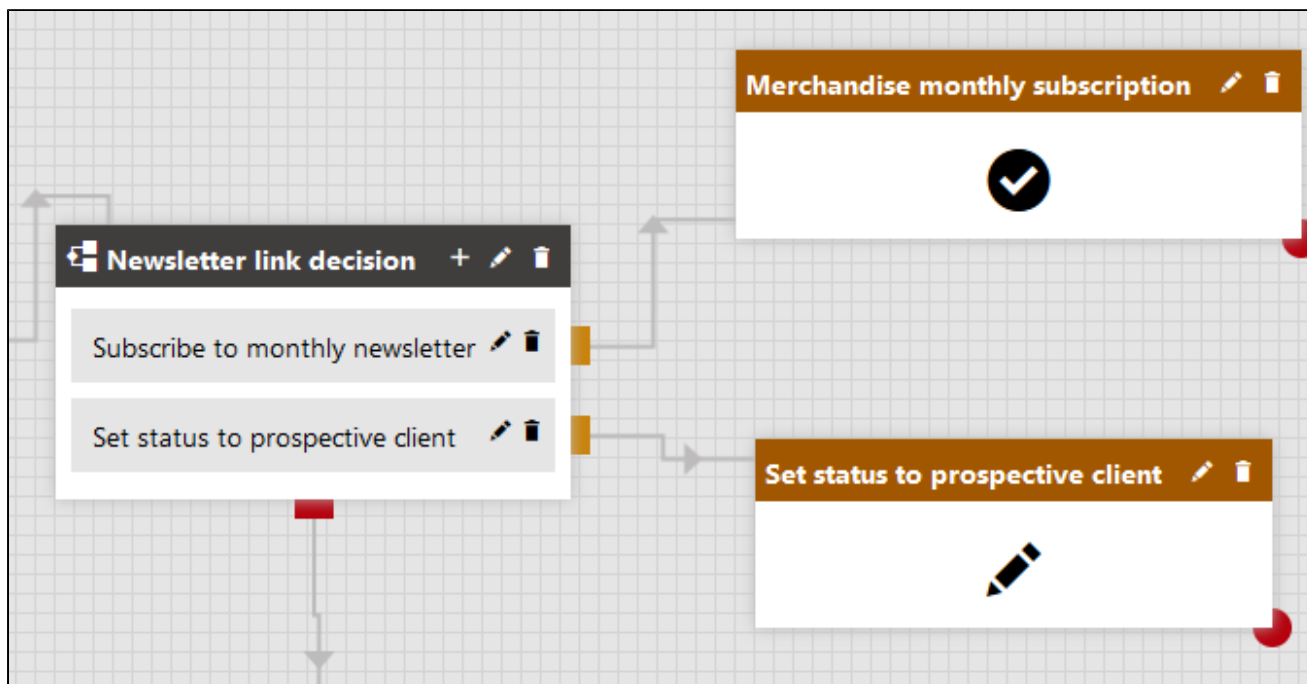 Merchandise monthly subscription
Newsletter link decision
Subscribe to monthly newsletter
Set status to prospective client
Set status to prospective client